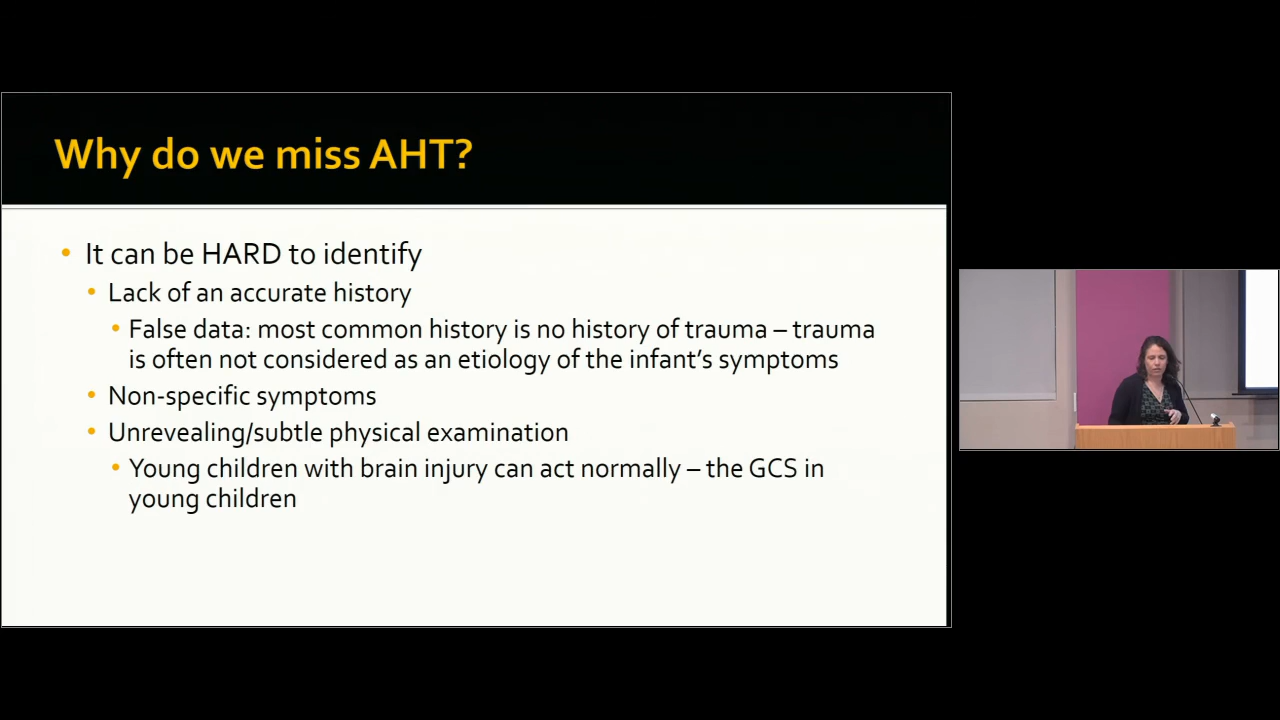 Why do we miss AHT?
• It can be HARD to identify
• Lack of an accurate history
• False data: most common history is no history of trauma – trauma
is often not considered as an etiology of the infant's symptoms
• Non-specific symptoms
• Unrevealing/subtle physical examination
• Young children with brain injury can act normally – the GCS in
young children